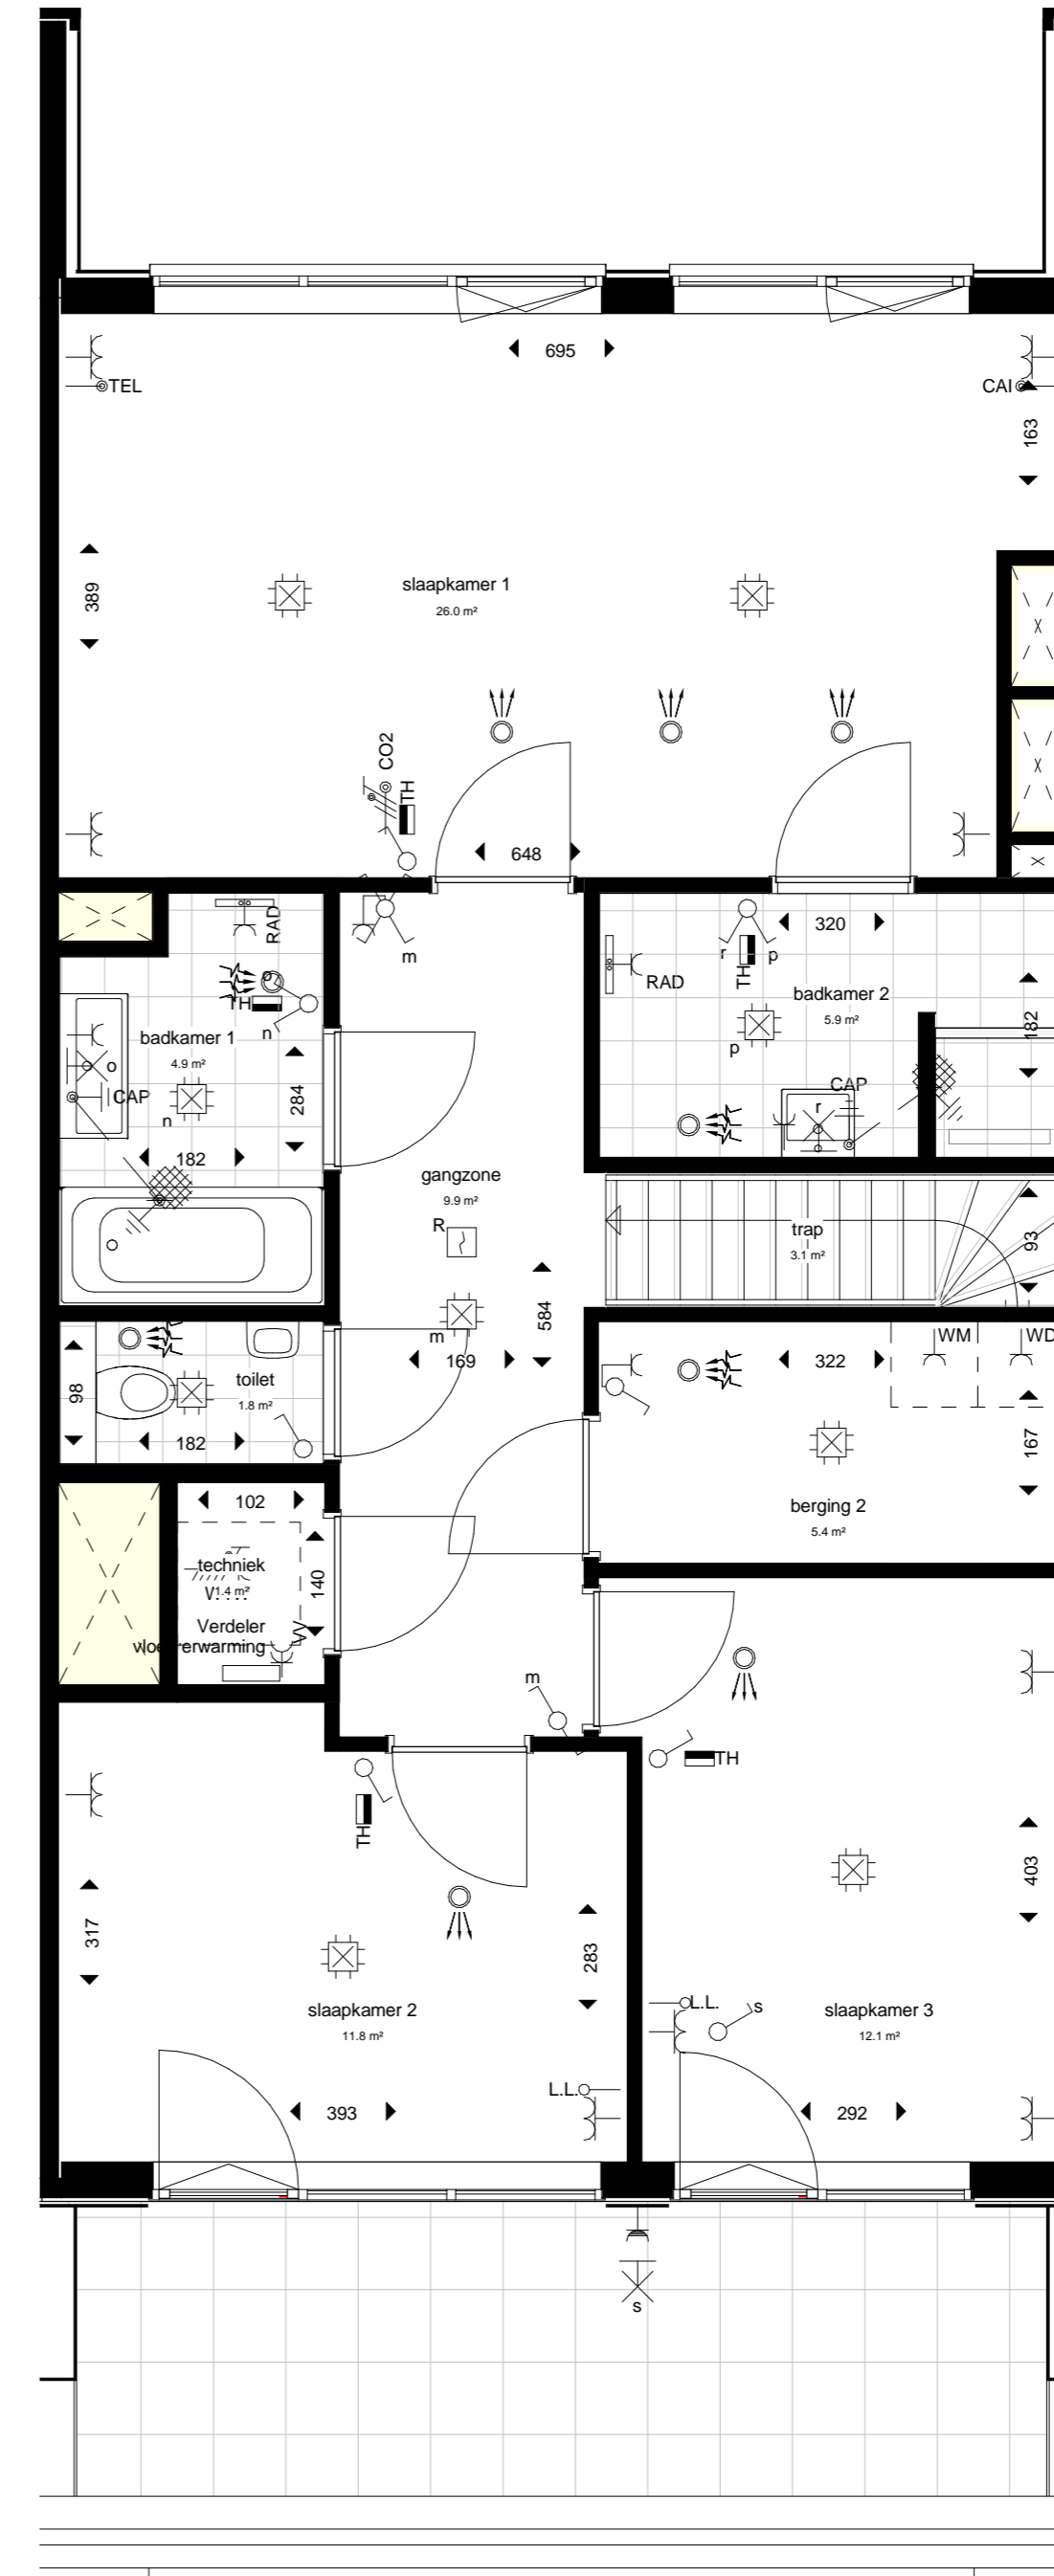 695
TEL
CAI
163
389
slaapkamer 1
26.0 m²
CO2
TH
648
RAD
m
320
r
TH
p
RAD
badkamer 2
5.9 m²
182
p
TH
o
n
badkamer 1
4.9 m²
o
CAP
n
284
182
CAP
r
gangzone
9.9 m²
R
trap
3.1 m²
93
584
m
169
WM
WD
322
98
toilet
1.8 m²
182
167
berging 2
5.4 m²
102
techniek
1.4 m²
140
Verdeler
vloerverwarming
VV
m
TH
TH
403
317
283
slaapkamer 2
11.8 m²
L.L.
s
slaapkamer 3
12.1 m²
L.L.
393
292
s